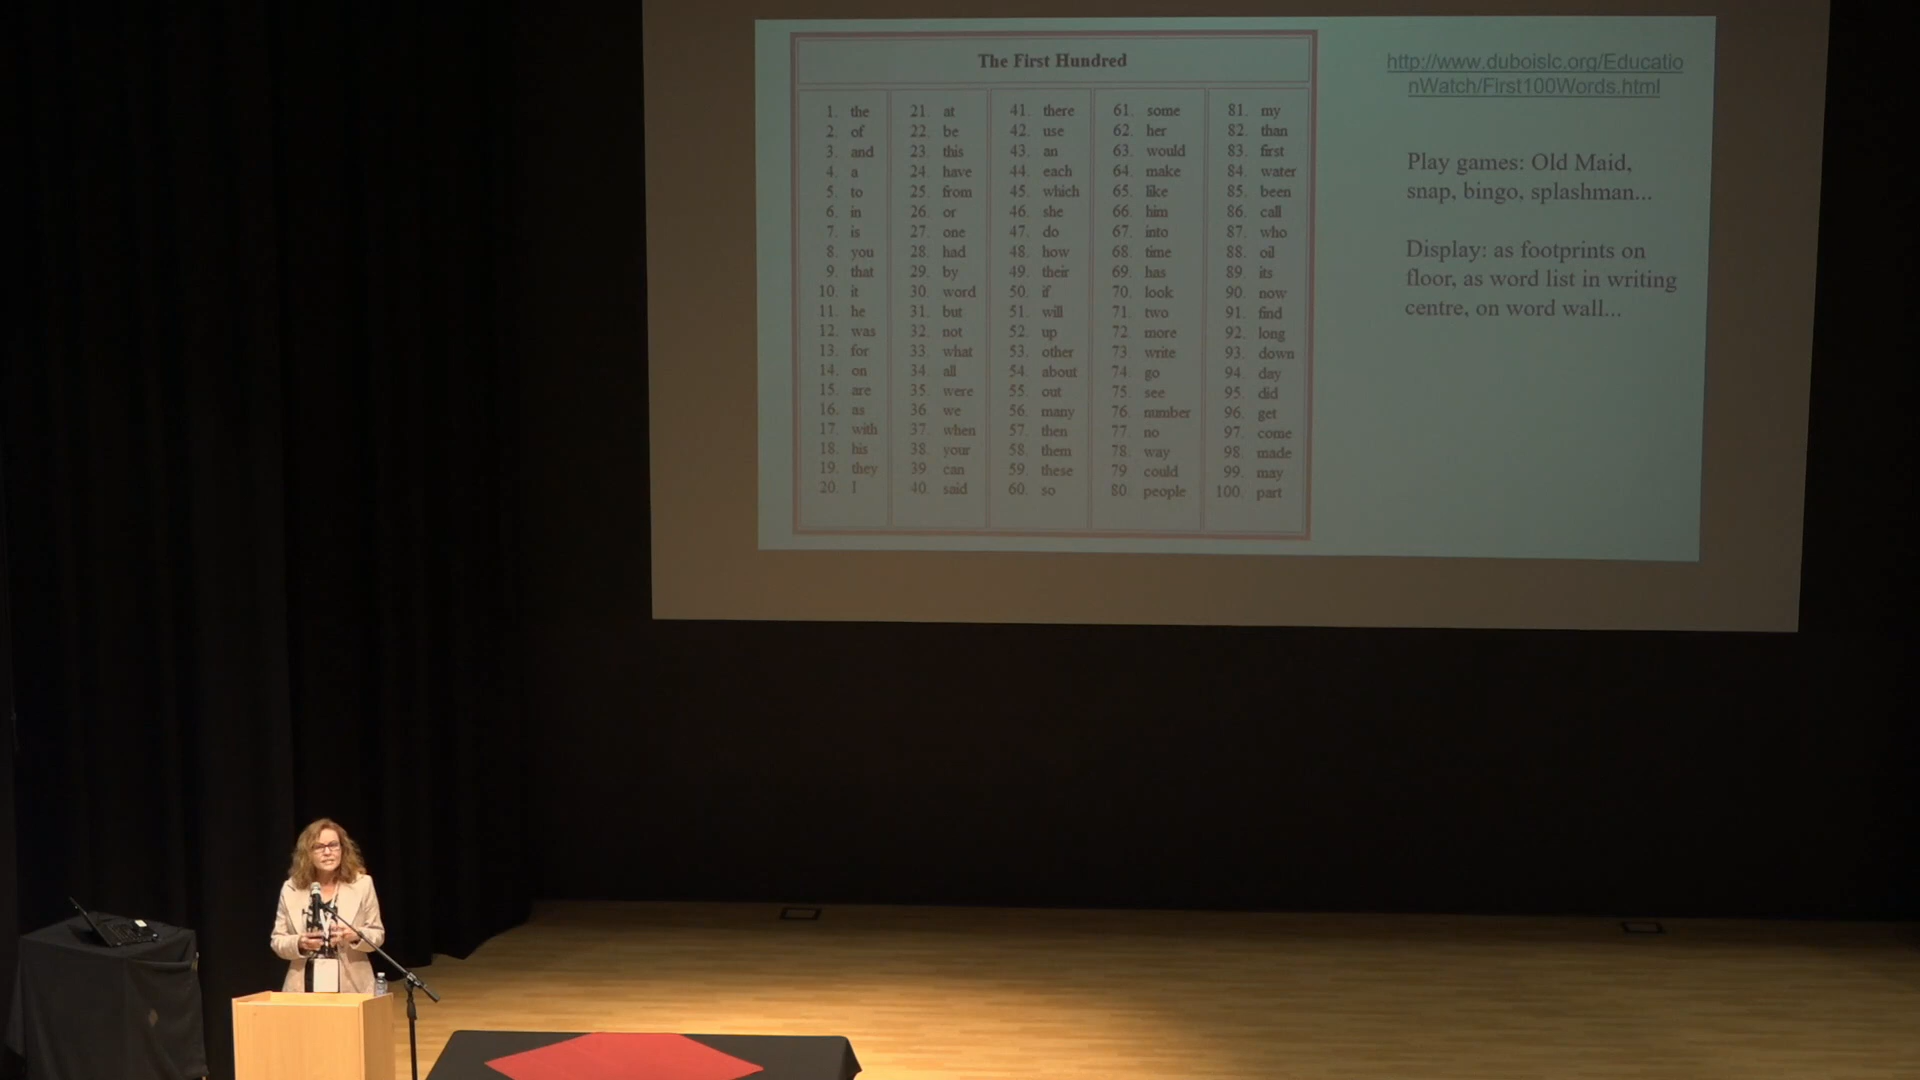 The First Hundred
1. the
2. of
3. and
4. a
5. to
6. in
7. is
8. you
9. that
10. it
11. he
12. was
13. for
14. on
15. are
16. as
17. with
18. his
19. they
20. I
21. at
22. be
23. this
24. have
25. from
26. or
27. one
28. had
29. by
30. word
31. but
32. not
33. what
34. all
35. were
36. we
37. when
38. your
39. can
40. said
41. there
42. use
43. an
44. each
45. which
46. she
47. do
48. how
49. their
50. if
51. will
52. up
53. other
54. about
55. out
56. many
57. then
58. them
59. these
60. so
61. some
62. her
63. would
64. make
65. like
66. him
67. into
68. time
69. has
70. look
71. two
72. more
73. write
74. go
75. see
76. number
77. no
78. way
79. could
80. people
81. my
82. than
83. first
84. water
85. been
86. call
87. who
88. oil
89. its
90. now
91. find
92. long
93. down
94. day
95. did
96. get
97. come
98. made
99. may
100. part
http://www.duboislc.org/Educatio
nWatch/First100Words.html
Play games: Old Maid,
snap, bingo, splashman...
Display: as footprints on
floor, as word list in writing
centre, on word wall...